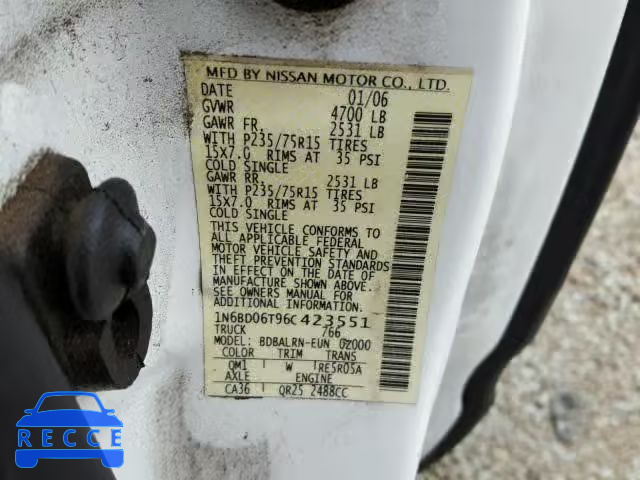 MFD BY NISSAN MOTOR CO., LTD.
DATE 01/06
GVWR 4700 LB
GAWR FR. 2531 LB
WITH P235/75R15 TIRES
15X7.0 RIMS AT 35 PSI
COLD SINGLE
GAWR RR. 2531 LB
WITH P235/75R15 TIRES
15X7.0 RIMS AT 35 PSI
COLD SINGLE
THIS VEHICLE CONFORMS TO
ALL APPLICABLE FEDERAL
MOTOR VEHICLE SAFETY AND
THEFT PREVENTION STANDARDS
IN EFFECT ON THE DATE OF
MANUFACTURE SHOWN ABOVE.
SEE OWNERS MANUAL FOR
ADDITIONAL INFORMATION
1N6BD06T96C423551
TRUCK 766
MODEL: BDBALRN-EUN 02000
COLOR TRIM TRANS
QM1 W RE5R05A
AXLE ENGINE
CA36 QR25 2488CC
RECCE